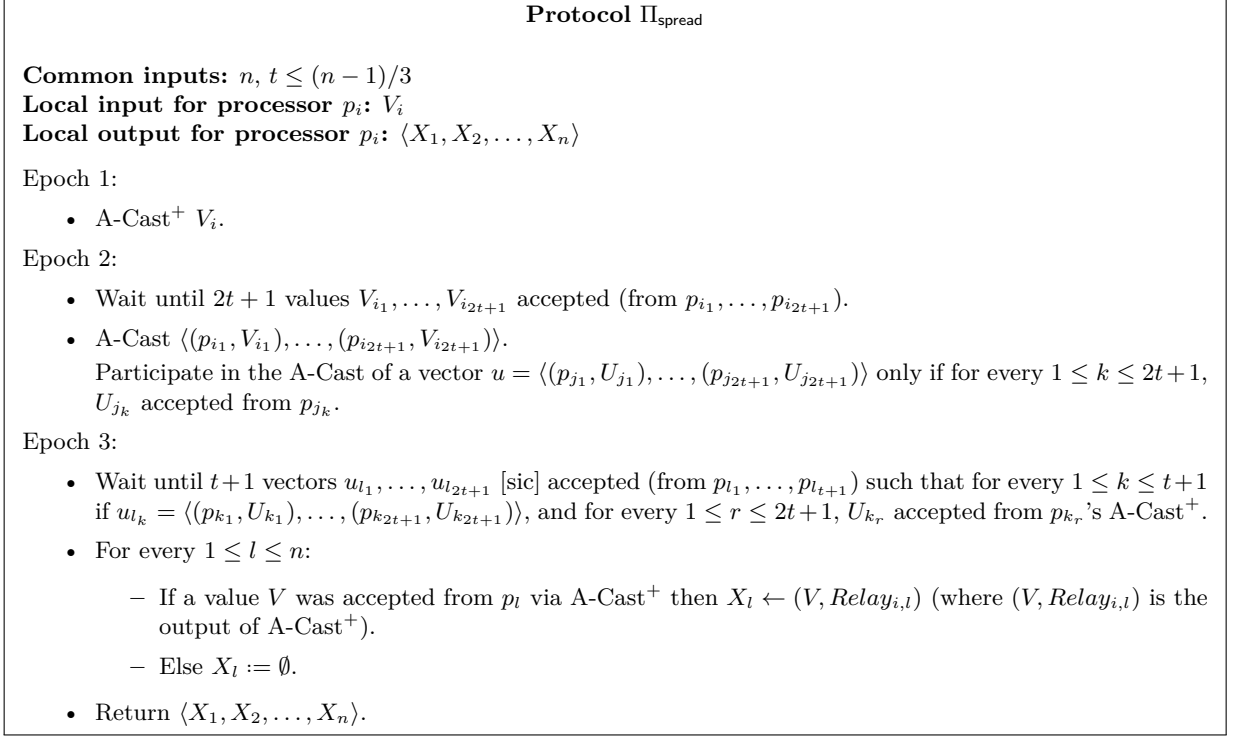 Protocol Π_spread
Common inputs: n, t ≤ (n − 1)/3
Local input for processor p_i: V_i
Local output for processor p_i: ⟨X_1, X_2, . . . , X_n⟩
Epoch 1:
• A-Cast^+ V_i.
Epoch 2:
• Wait until 2t + 1 values V_{i_1}, . . . , V_{i_{2t+1}} accepted (from p_{i_1}, . . . , p_{i_{2t+1}}).
• A-Cast ⟨(p_{i_1}, V_{i_1}), . . . , (p_{i_{2t+1}}, V_{i_{2t+1}})⟩.
Participate in the A-Cast of a vector u = ⟨(p_{j_1}, U_{j_1}), . . . , (p_{j_{2t+1}}, U_{j_{2t+1}})⟩ only if for every 1 ≤ k ≤ 2t+1,
U_{j_k} accepted from p_{j_k}.
Epoch 3:
• Wait until t+1 vectors u_{l_1}, . . . , u_{l_{2t+1}} [sic] accepted (from p_{l_1}, . . . , p_{l_{t+1}}) such that for every 1 ≤ k ≤ t+1
if u_{l_k} = ⟨(p_{k_1}, U_{k_1}), . . . , (p_{k_{2t+1}}, U_{k_{2t+1}})⟩, and for every 1 ≤ r ≤ 2t+1, U_{k_r} accepted from p_{k_r}'s A-Cast^+.
• For every 1 ≤ l ≤ n:
– If a value V was accepted from p_l via A-Cast^+ then X_l ← (V, Relay_{i,l}) (where (V, Relay_{i,l}) is the
output of A-Cast^+).
– Else X_l := ∅.
• Return ⟨X_1, X_2, . . . , X_n⟩.